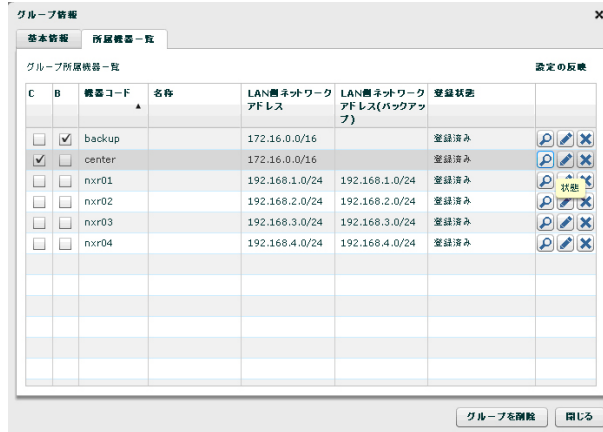 グループ情報
基本情報 所属機器一覧
グループ所属機器一覧 設定の反映
C B 機器コード 名称 LAN側ネットワークアドレス LAN側ネットワークアドレス(バックアップ) 登録状態
backup 172.16.0.0/16 登録済み
center 172.16.0.0/16 登録済み
nxr01 192.168.1.0/24 192.168.1.0/24 登録済み
状態
nxr02 192.168.2.0/24 192.168.2.0/24 登録済み
nxr03 192.168.3.0/24 192.168.3.0/24 登録済み
nxr04 192.168.4.0/24 192.168.4.0/24 登録済み
グループを削除 閉じる